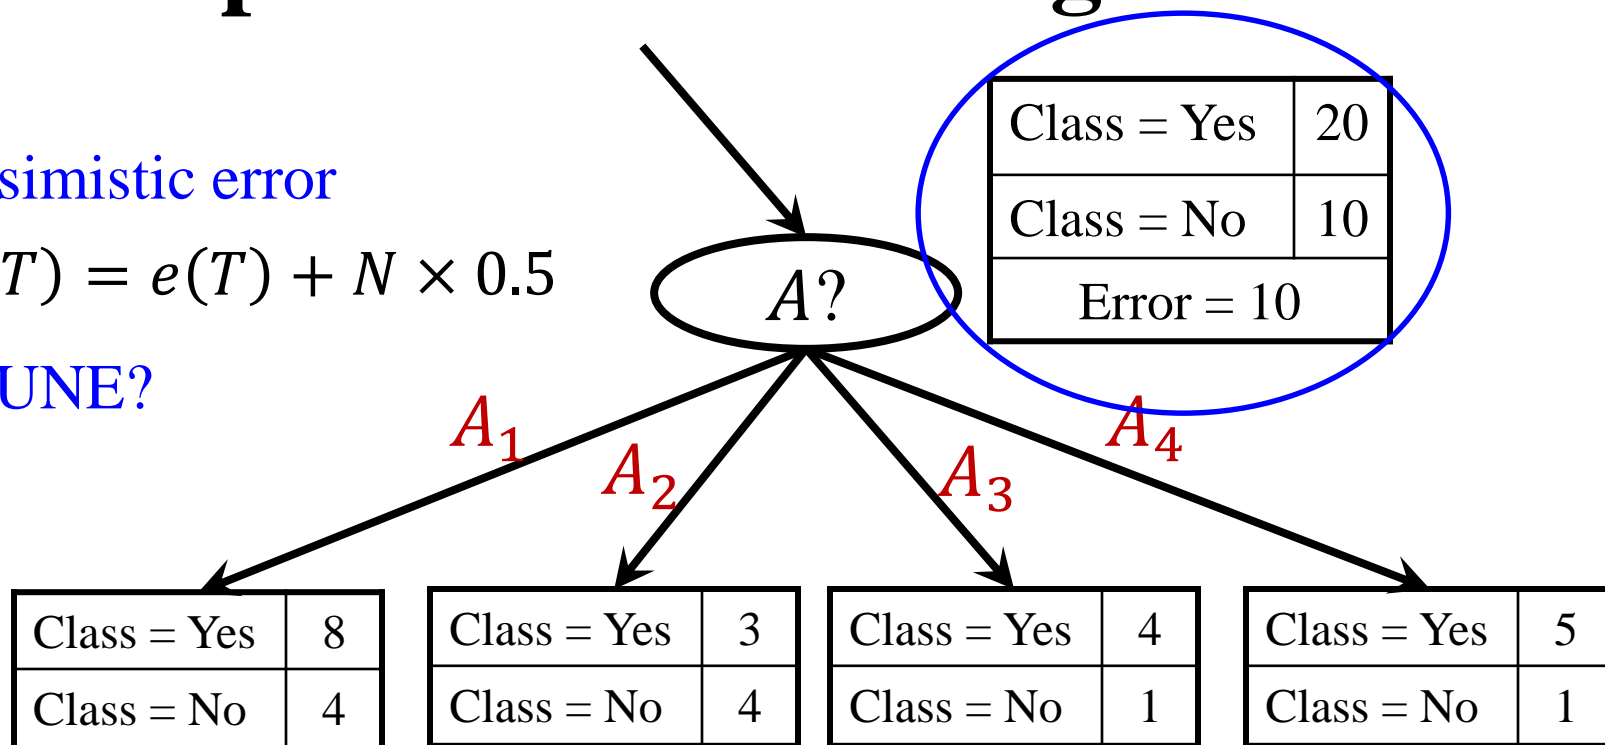 simistic error
T) = e(T) + N × 0.5
UNE?
A?
Class = Yes 20
Class = No 10
Error = 10
A₁
A₂
A₃
A₄
Class = Yes 8
Class = No 4
Class = Yes 3
Class = No 4
Class = Yes 4
Class = No 1
Class = Yes 5
Class = No 1